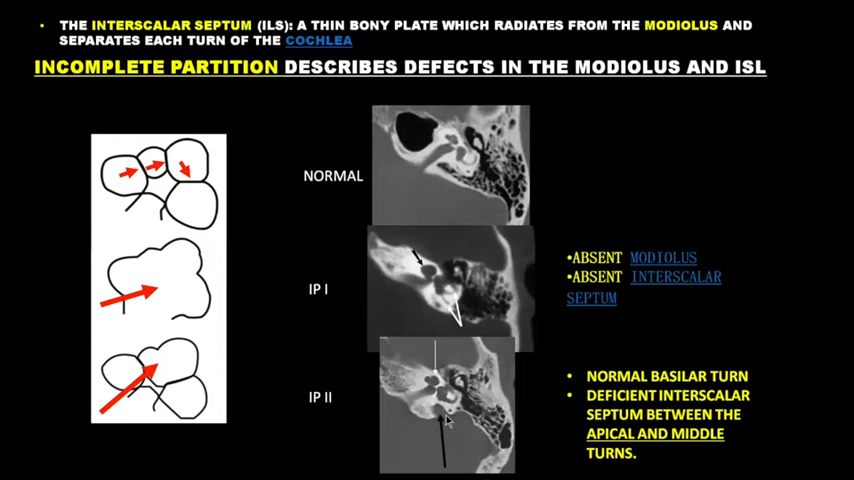 • THE INTERSCALAR SEPTUM (ILS): A THIN BONY PLATE WHICH RADIATES FROM THE MODIOLUS AND
SEPARATES EACH TURN OF THE COCHLEA
INCOMPLETE PARTITION DESCRIBES DEFECTS IN THE MODIOLUS AND ISL
NORMAL
IP I
•ABSENT MODIOLUS
•ABSENT INTERSCALAR
SEPTUM
IP II
• NORMAL BASILAR TURN
• DEFICIENT INTERSCALAR
SEPTUM BETWEEN THE
APICAL AND MIDDLE
TURNS.